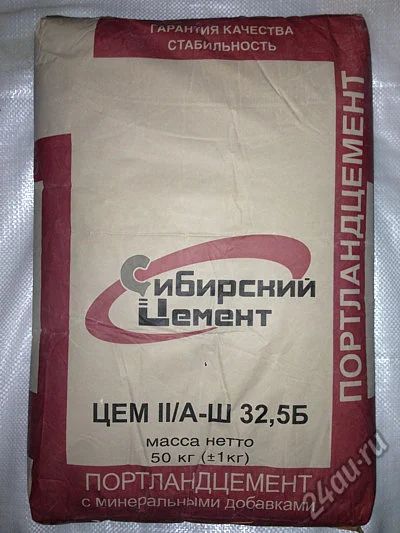 ГАРАНТИЯ КАЧЕСТВА
СТАБИЛЬНОСТЬ
ПОРТЛАНДЦЕМЕНТ
Сибирский
Цемент
ЦЕМ II/А-Ш 32,5Б
масса нетто
50 кг (±1кг)
ПОРТЛАНДЦЕМЕНТ
с минеральными добавками
24au.ru